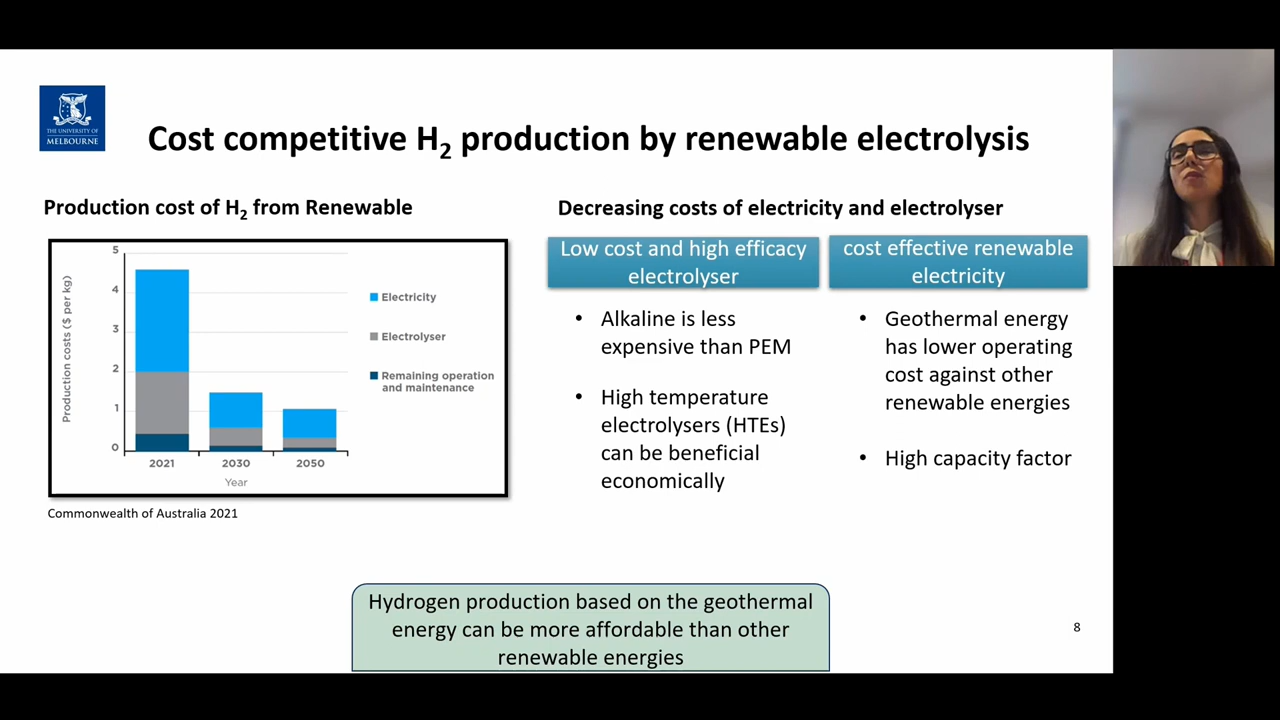 THE UNIVERSITY OF
MELBOURNE
Cost competitive H2 production by renewable electrolysis
Production cost of H2 from Renewable
Production costs ($ per kg)
5
4
3
2
1
0
2021
2030
2050
Year
Electricity
Electrolyser
Remaining operation
and maintenance
Commonwealth of Australia 2021
Decreasing costs of electricity and electrolyser
Low cost and high efficacy
electrolyser
• Alkaline is less
expensive than PEM
• High temperature
electrolysers (HTEs)
can be beneficial
economically
cost effective renewable
electricity
• Geothermal energy
has lower operating
cost against other
renewable energies
• High capacity factor
Hydrogen production based on the geothermal
energy can be more affordable than other
renewable energies
8